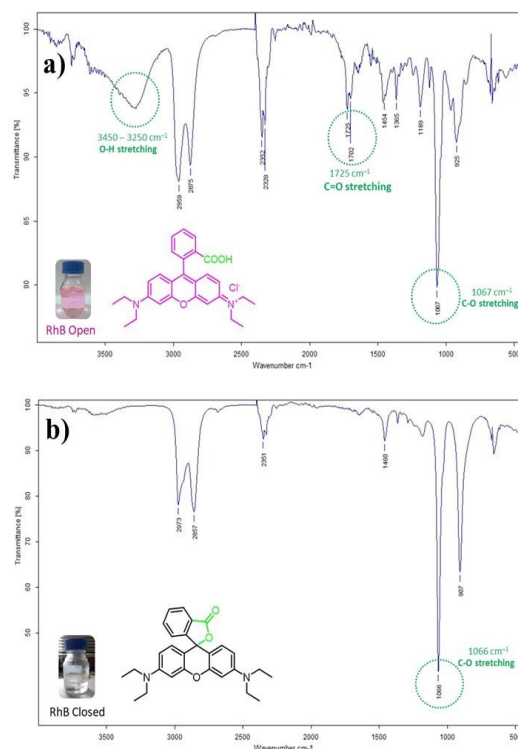 a)
Transmittance [%]
100
95
90
85
80
3450 – 3250 cm⁻¹
O-H stretching
2959
2875
2352
2328
1725
1702
1454
1365
1189
1067
925
1725 cm⁻¹
C=O stretching
1067 cm⁻¹
C-O stretching
COOH
Cl⁻
N
O
N⁺
RhB Open
3500
3000
2500
2000
1500
1000
500
Wavenumber cm-1
b)
Transmittance [%]
100
90
80
70
60
50
2973
2857
2351
1460
1066
907
O
O
N
O
N
1066 cm⁻¹
C-O stretching
RhB Closed
3500
3000
2500
2000
1500
1000
500
Wavenumber cm-1